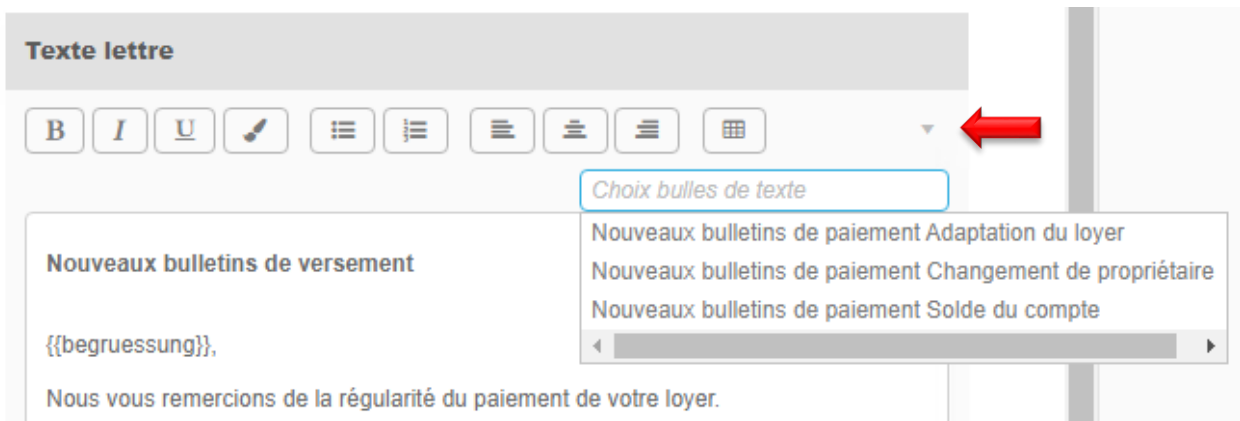 Texte lettre
B I U
Choix bulles de texte
Nouveaux bulletins de paiement Adaptation du loyer
Nouveaux bulletins de paiement Changement de propriétaire
Nouveaux bulletins de paiement Solde du compte
Nouveaux bulletins de versement
{{begruessung}},
Nous vous remercions de la régularité du paiement de votre loyer.